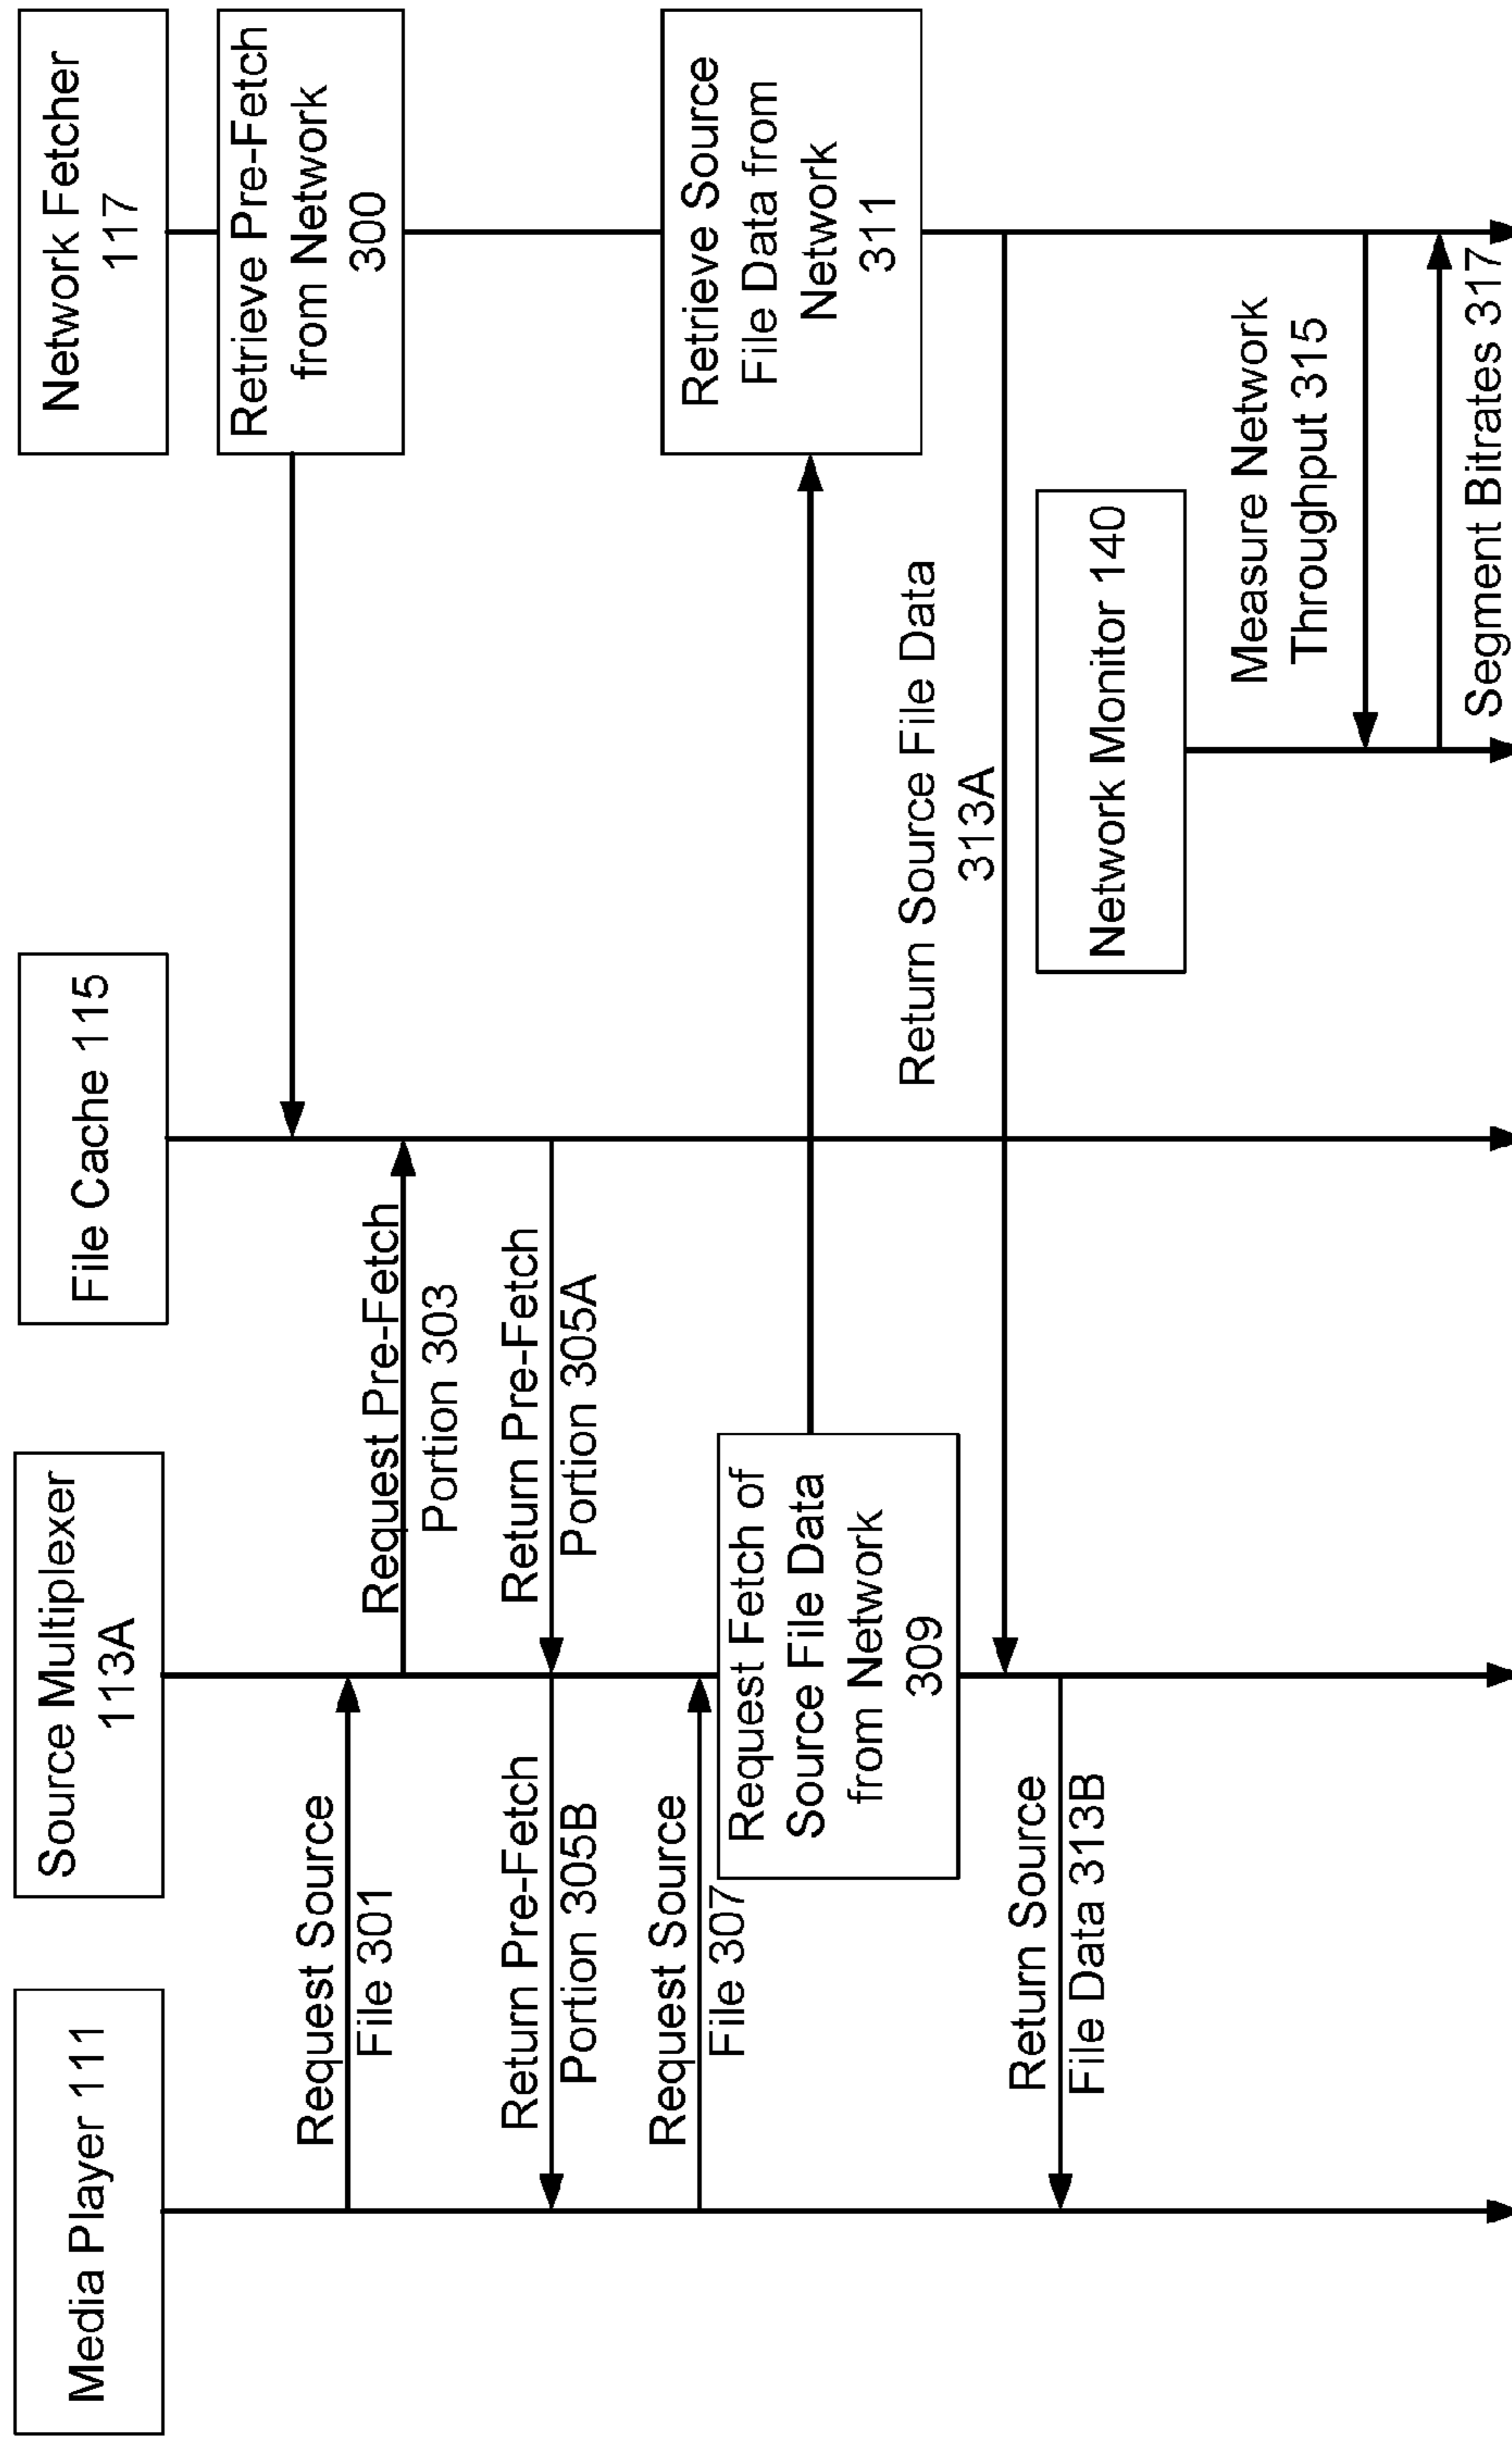 Media Player 111
Source Multiplexer
113A
File Cache 115
Network Fetcher
117
Retrieve Pre-Fetch
from Network
300
Request Source
File 301
Request Pre-Fetch
Portion 303
Return Pre-Fetch
Portion 305A
Return Pre-Fetch
Portion 305B
Request Source
File 307
Request Fetch of
Source File Data
from Network
309
Retrieve Source
File Data from
Network
311
Return Source File Data
313A
Return Source
File Data 313B
Network Monitor 140
Measure Network
Throughput 315
Segment Bitrates 317